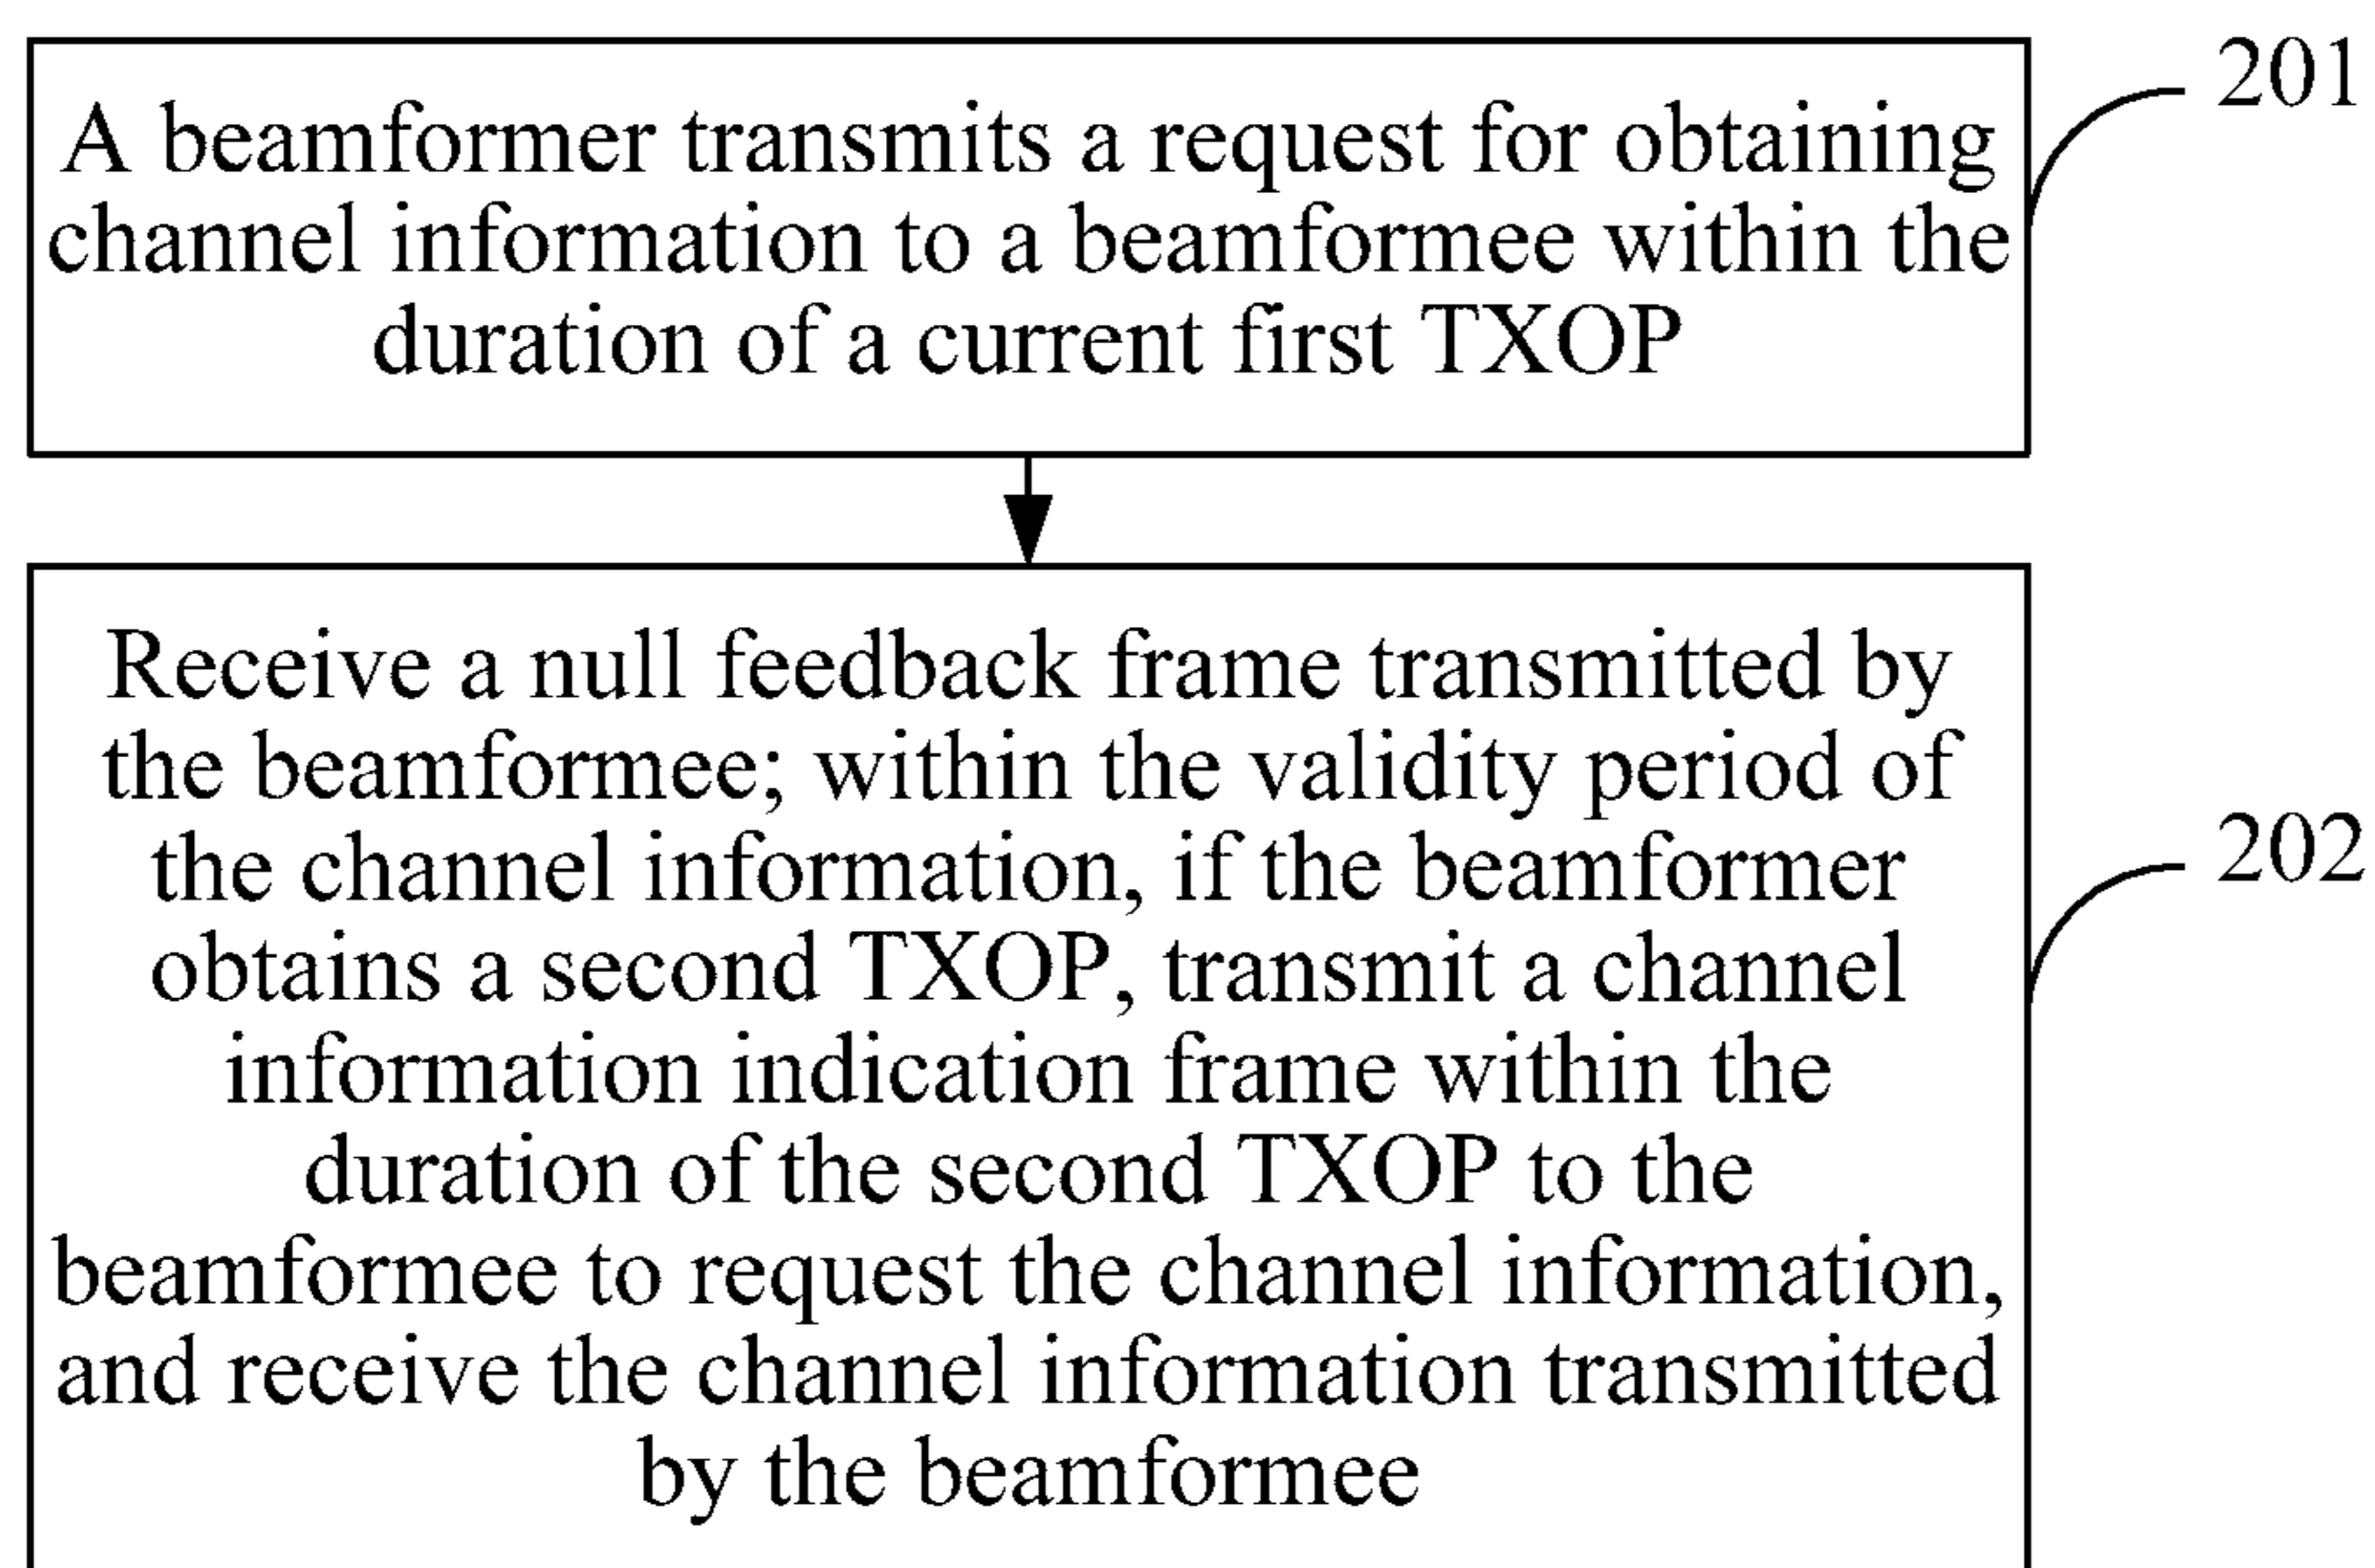 A beamformer transmits a request for obtaining
channel information to a beamformee within the
duration of a current first TXOP
201
Receive a null feedback frame transmitted by
the beamformee; within the validity period of
the channel information, if the beamformer
obtains a second TXOP, transmit a channel
information indication frame within the
duration of the second TXOP to the
beamformee to request the channel information,
and receive the channel information transmitted
by the beamformee
202